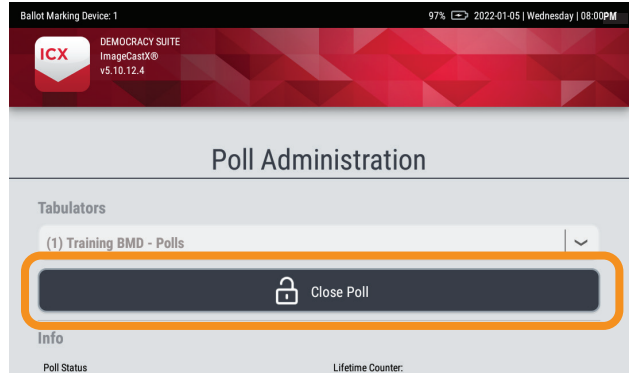 Ballot Marking Device: 1 97% 2022-01-05 | Wednesday | 08:00PM
ICX
DEMOCRACY SUITE
ImageCastX®
v5.10.12.4
Poll Administration
Tabulators
(1) Training BMD - Polls
Close Poll
Info
Poll Status Lifetime Counter: